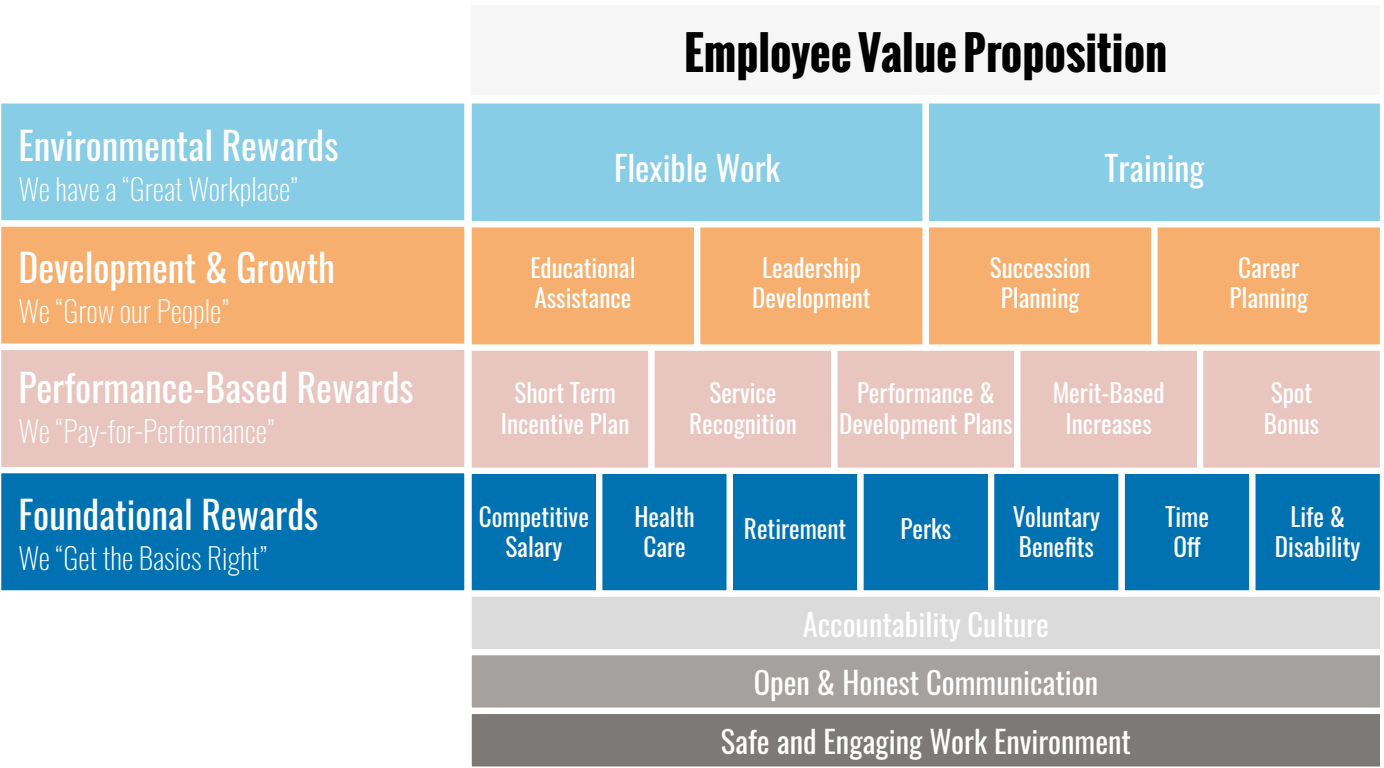 Employee Value Proposition
Environmental Rewards
We have a “Great Workplace”
Flexible Work
Training
Development & Growth
We “Grow our People”
Educational
Assistance
Leadership
Development
Succession
Planning
Career
Planning
Performance-Based Rewards
We “Pay-for-Performance”
Short Term
Incentive Plan
Service
Recognition
Performance &
Development Plans
Merit-Based
Increases
Spot
Bonus
Foundational Rewards
We “Get the Basics Right”
Competitive
Salary
Health
Care
Retirement
Perks
Voluntary
Benefits
Time
Off
Life &
Disability
Accountability Culture
Open & Honest Communication
Safe and Engaging Work Environment